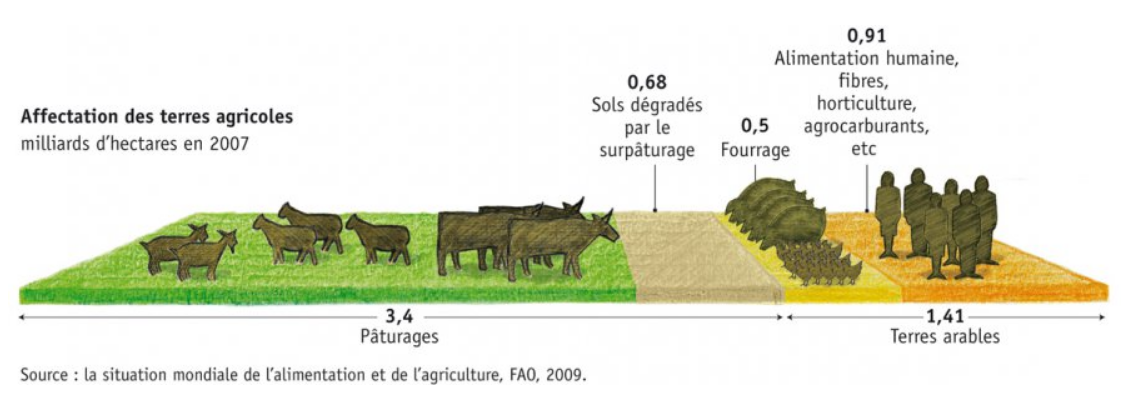 Affectation des terres agricoles
milliards d'hectares en 2007
0,68
Sols dégradés
par le
surpâturage
0,5
Fourrage
0,91
Alimentation humaine,
fibres,
horticulture,
agrocarburants,
etc
3,4
Pâturages
1,41
Terres arables
Source : la situation mondiale de l'alimentation et de l'agriculture, FAO, 2009.